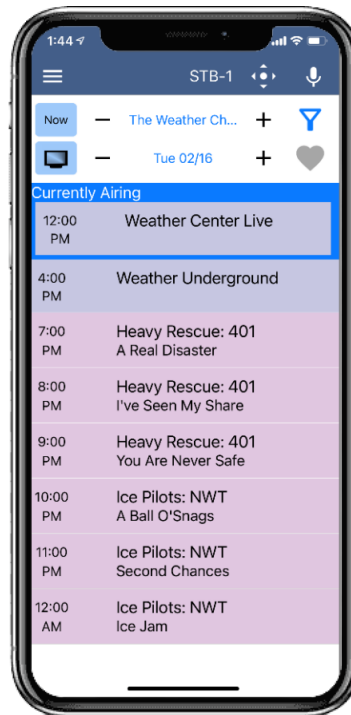 1:44
STB-1
Now
The Weather Ch...
Tue 02/16
Currently Airing
12:00 PM Weather Center Live
4:00 PM Weather Underground
7:00 PM Heavy Rescue: 401
A Real Disaster
8:00 PM Heavy Rescue: 401
I've Seen My Share
9:00 PM Heavy Rescue: 401
You Are Never Safe
10:00 PM Ice Pilots: NWT
A Ball O'Snags
11:00 PM Ice Pilots: NWT
Second Chances
12:00 AM Ice Pilots: NWT
Ice Jam